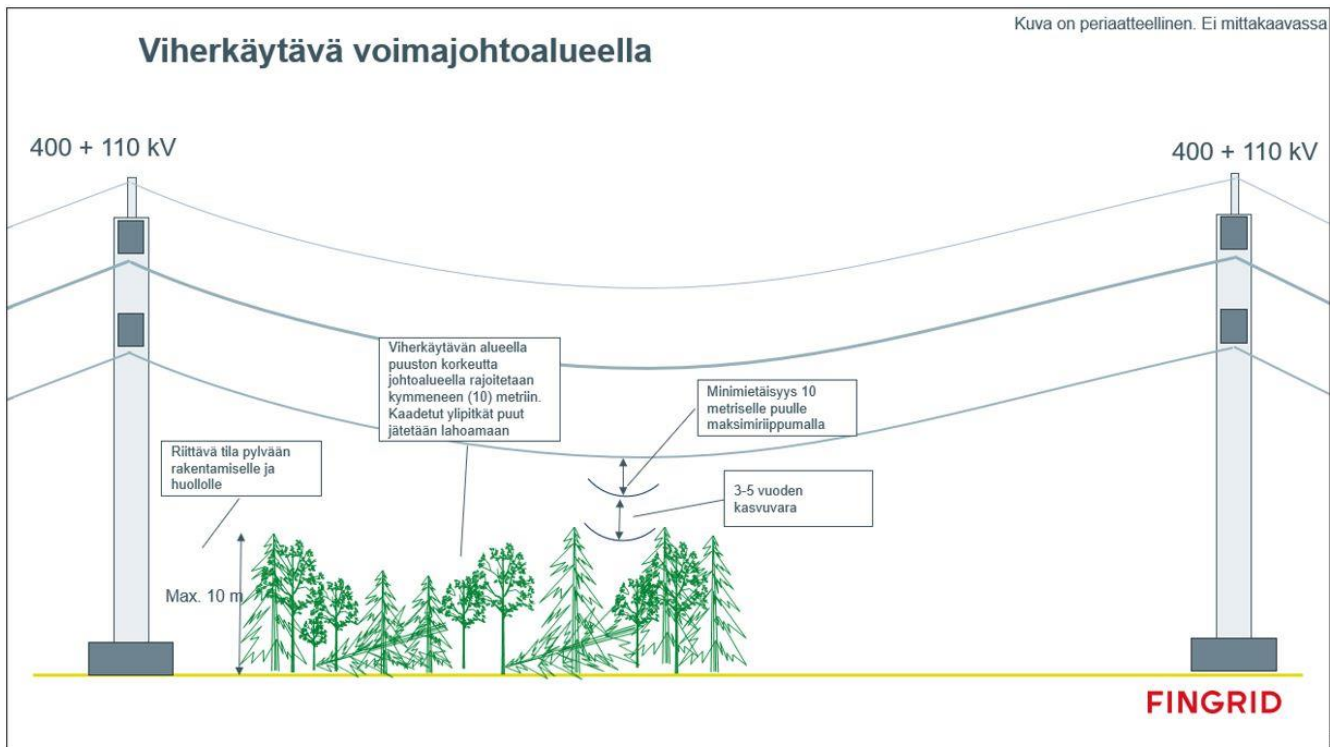 Kuva on periaatteellinen. Ei mittakaavassa
Viherkäytävä voimajohtoalueella
400 + 110 kV
400 + 110 kV
Viherkäytävän alueella
puuston korkeutta
johtoalueella rajoitetaan
kymmeneen (10) metriin.
Kaadetut ylipitkät puut
jätetään lahoamaan
Minimietäisyys 10
metriselle puulle
maksimiriippumalla
Riittävä tila pylvään
rakentamiselle ja
huollolle
3-5 vuoden
kasvuvara
Max. 10 m
FINGRID